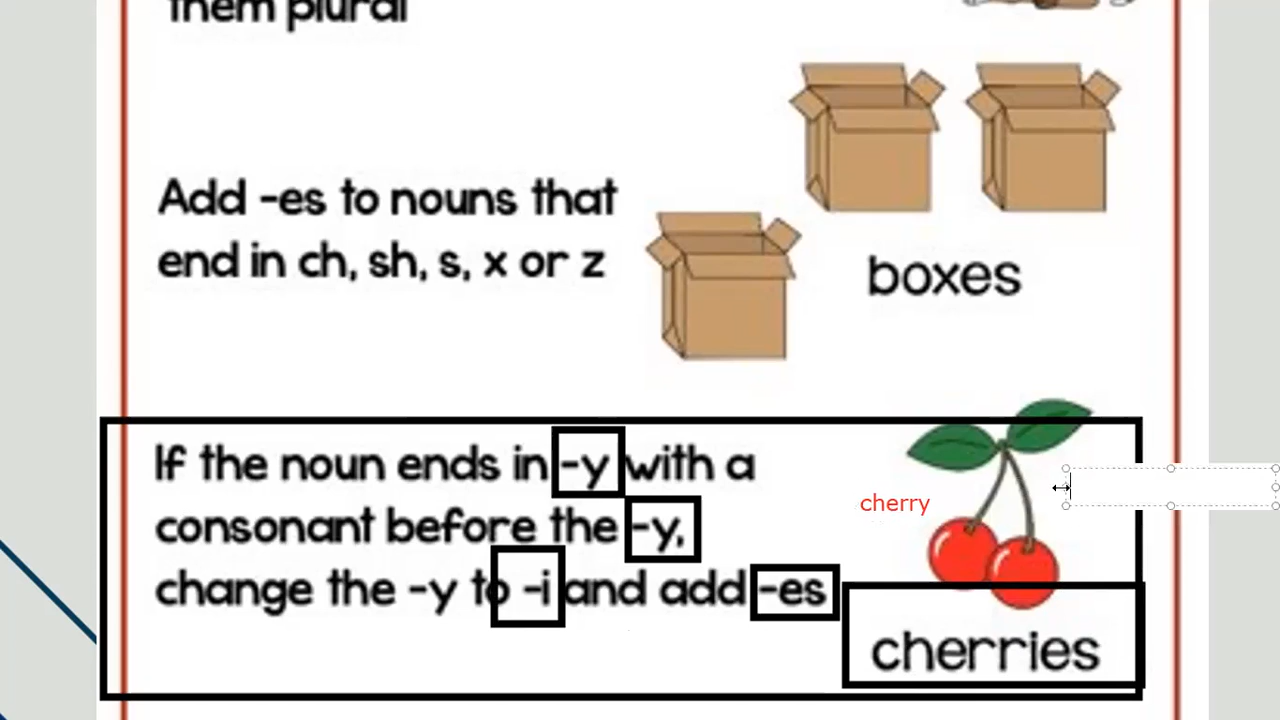 them plural
Add -es to nouns that
end in ch, sh, s, x or z
boxes
If the noun ends in -y with a
consonant before the -y,
change the -y to -i and add -es
cherry
cherries